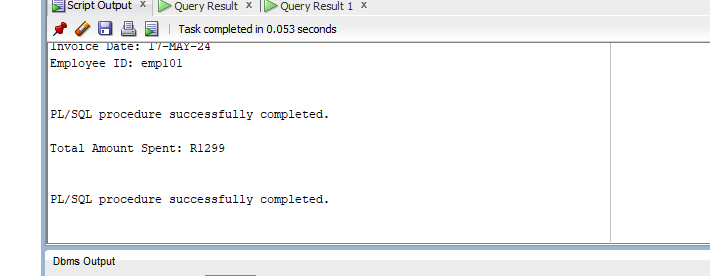 Script Output x Query Result x Query Result 1 x
Task completed in 0.053 seconds
Invoice Date: 17-MAY-24
Employee ID: emp101
PL/SQL procedure successfully completed.
Total Amount Spent: R1299
PL/SQL procedure successfully completed.
Dbms Output